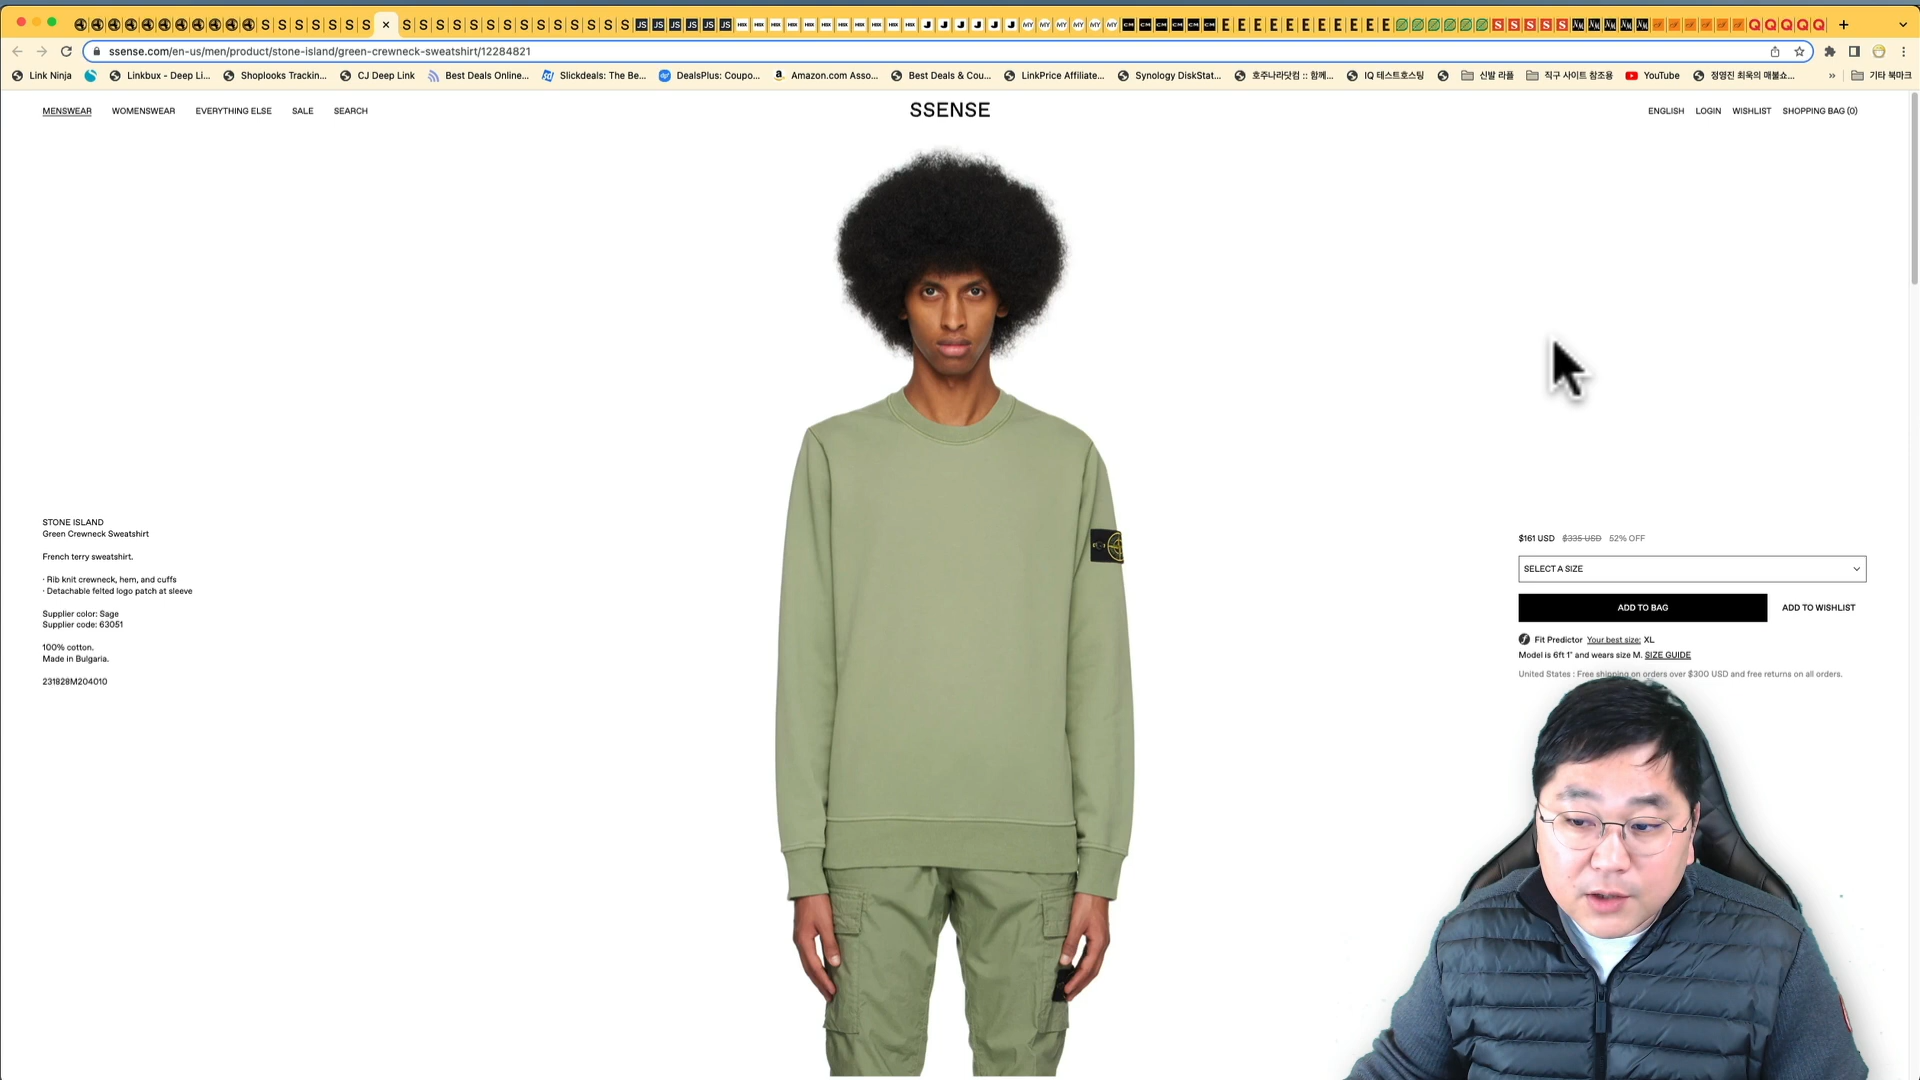 ssense.com/en-us/men/product/stone-island/green-crewneck-sweatshirt/12284821
Link Ninja
Linkbux - Deep Li...
Shoplooks Trackin...
CJ Deep Link
Best Deals Online...
Slickdeals: The Be...
DealsPlus: Coupo...
Amazon.com Asso...
Best Deals & Cou...
LinkPrice Affiliate...
Synology DiskStat...
호주나라닷컴 :: 함께...
IQ 테스트호스팅
신발 라플
직구 사이트 참조용
YouTube
정영진 최욱의 매불쇼...
»
기타 북마크
MENSWEAR
WOMENSWEAR
EVERYTHING ELSE
SALE
SEARCH
SSENSE
ENGLISH
LOGIN
WISHLIST
SHOPPING BAG (0)
STONE ISLAND
Green Crewneck Sweatshirt
French terry sweatshirt.
· Rib knit crewneck, hem, and cuffs
· Detachable felted logo patch at sleeve
Supplier color: Sage
Supplier code: 63051
100% cotton.
Made in Bulgaria.
231828M204010
$161 USD $335 USD 52% OFF
SELECT A SIZE
ADD TO BAG
ADD TO WISHLIST
Fit Predictor Your best size: XL
Model is 6ft 1" and wears size M. SIZE GUIDE
United States : Free shipping on orders over $300 USD and free returns on all orders.